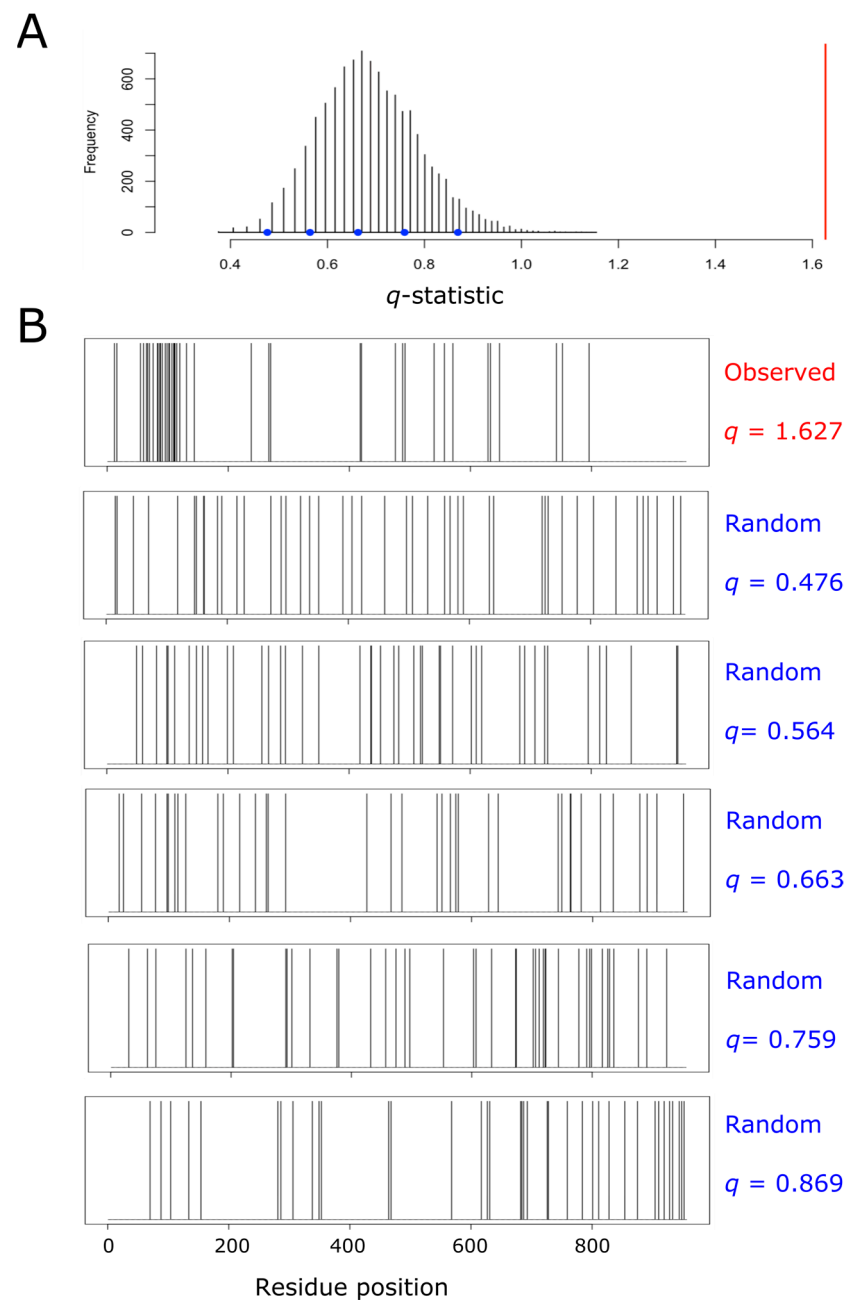 A
Frequency
600
400
200
0
0.4 0.6 0.8 1.0 1.2 1.4 1.6
q-statistic
B
Observed
q = 1.627
Random
q = 0.476
Random
q= 0.564
Random
q = 0.663
Random
q= 0.759
Random
q = 0.869
0 200 400 600 800
Residue position